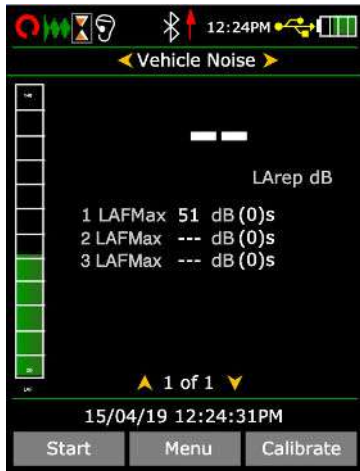 12:24PM
Vehicle Noise
--
LArep dB
1 LAFMax 51 dB (0)s
2 LAFMax --- dB (0)s
3 LAFMax --- dB (0)s
1 of 1
15/04/19 12:24:31PM
Start Menu Calibrate